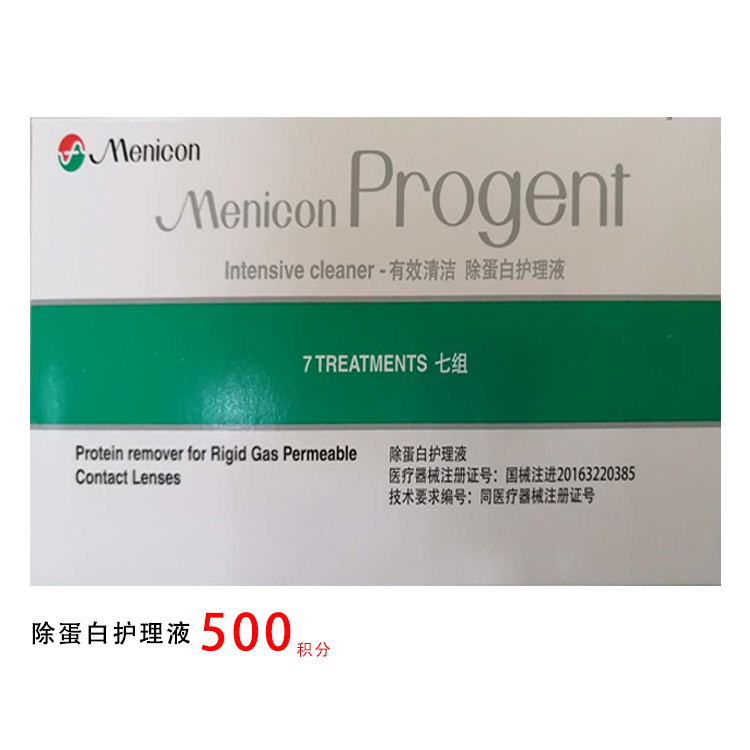 Menicon
Menicon Progent
Intensive cleaner - 有效清洁 除蛋白护理液
7 TREATMENTS 七组
Protein remover for Rigid Gas Permeable
Contact Lenses
除蛋白护理液
医疗器械注册证号：国械注进20163220385
技术要求编号：同医疗器械注册证号
除蛋白护理液 500 积分